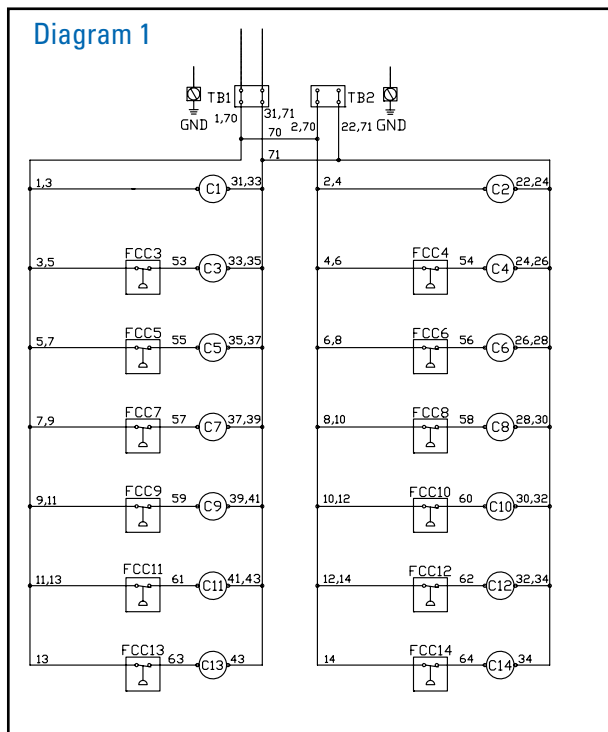 Diagram 1
TB1 TB2
1,70 31,71 2,70 22,71
GND GND
70
71
1,3 C1 31,33 2,4 C2 22,24
FCC3 FCC4
3,5 53 C3 33,35 4,6 54 C4 24,26
FCC5 FCC6
5,7 55 C5 35,37 6,8 56 C6 26,28
FCC7 FCC8
7,9 57 C7 37,39 8,10 58 C8 28,30
FCC9 FCC10
9,11 59 C9 39,41 10,12 60 C10 30,32
FCC11 FCC12
11,13 61 C11 41,43 12,14 62 C12 32,34
FCC13 FCC14
13 63 C13 43 14 64 C14 34